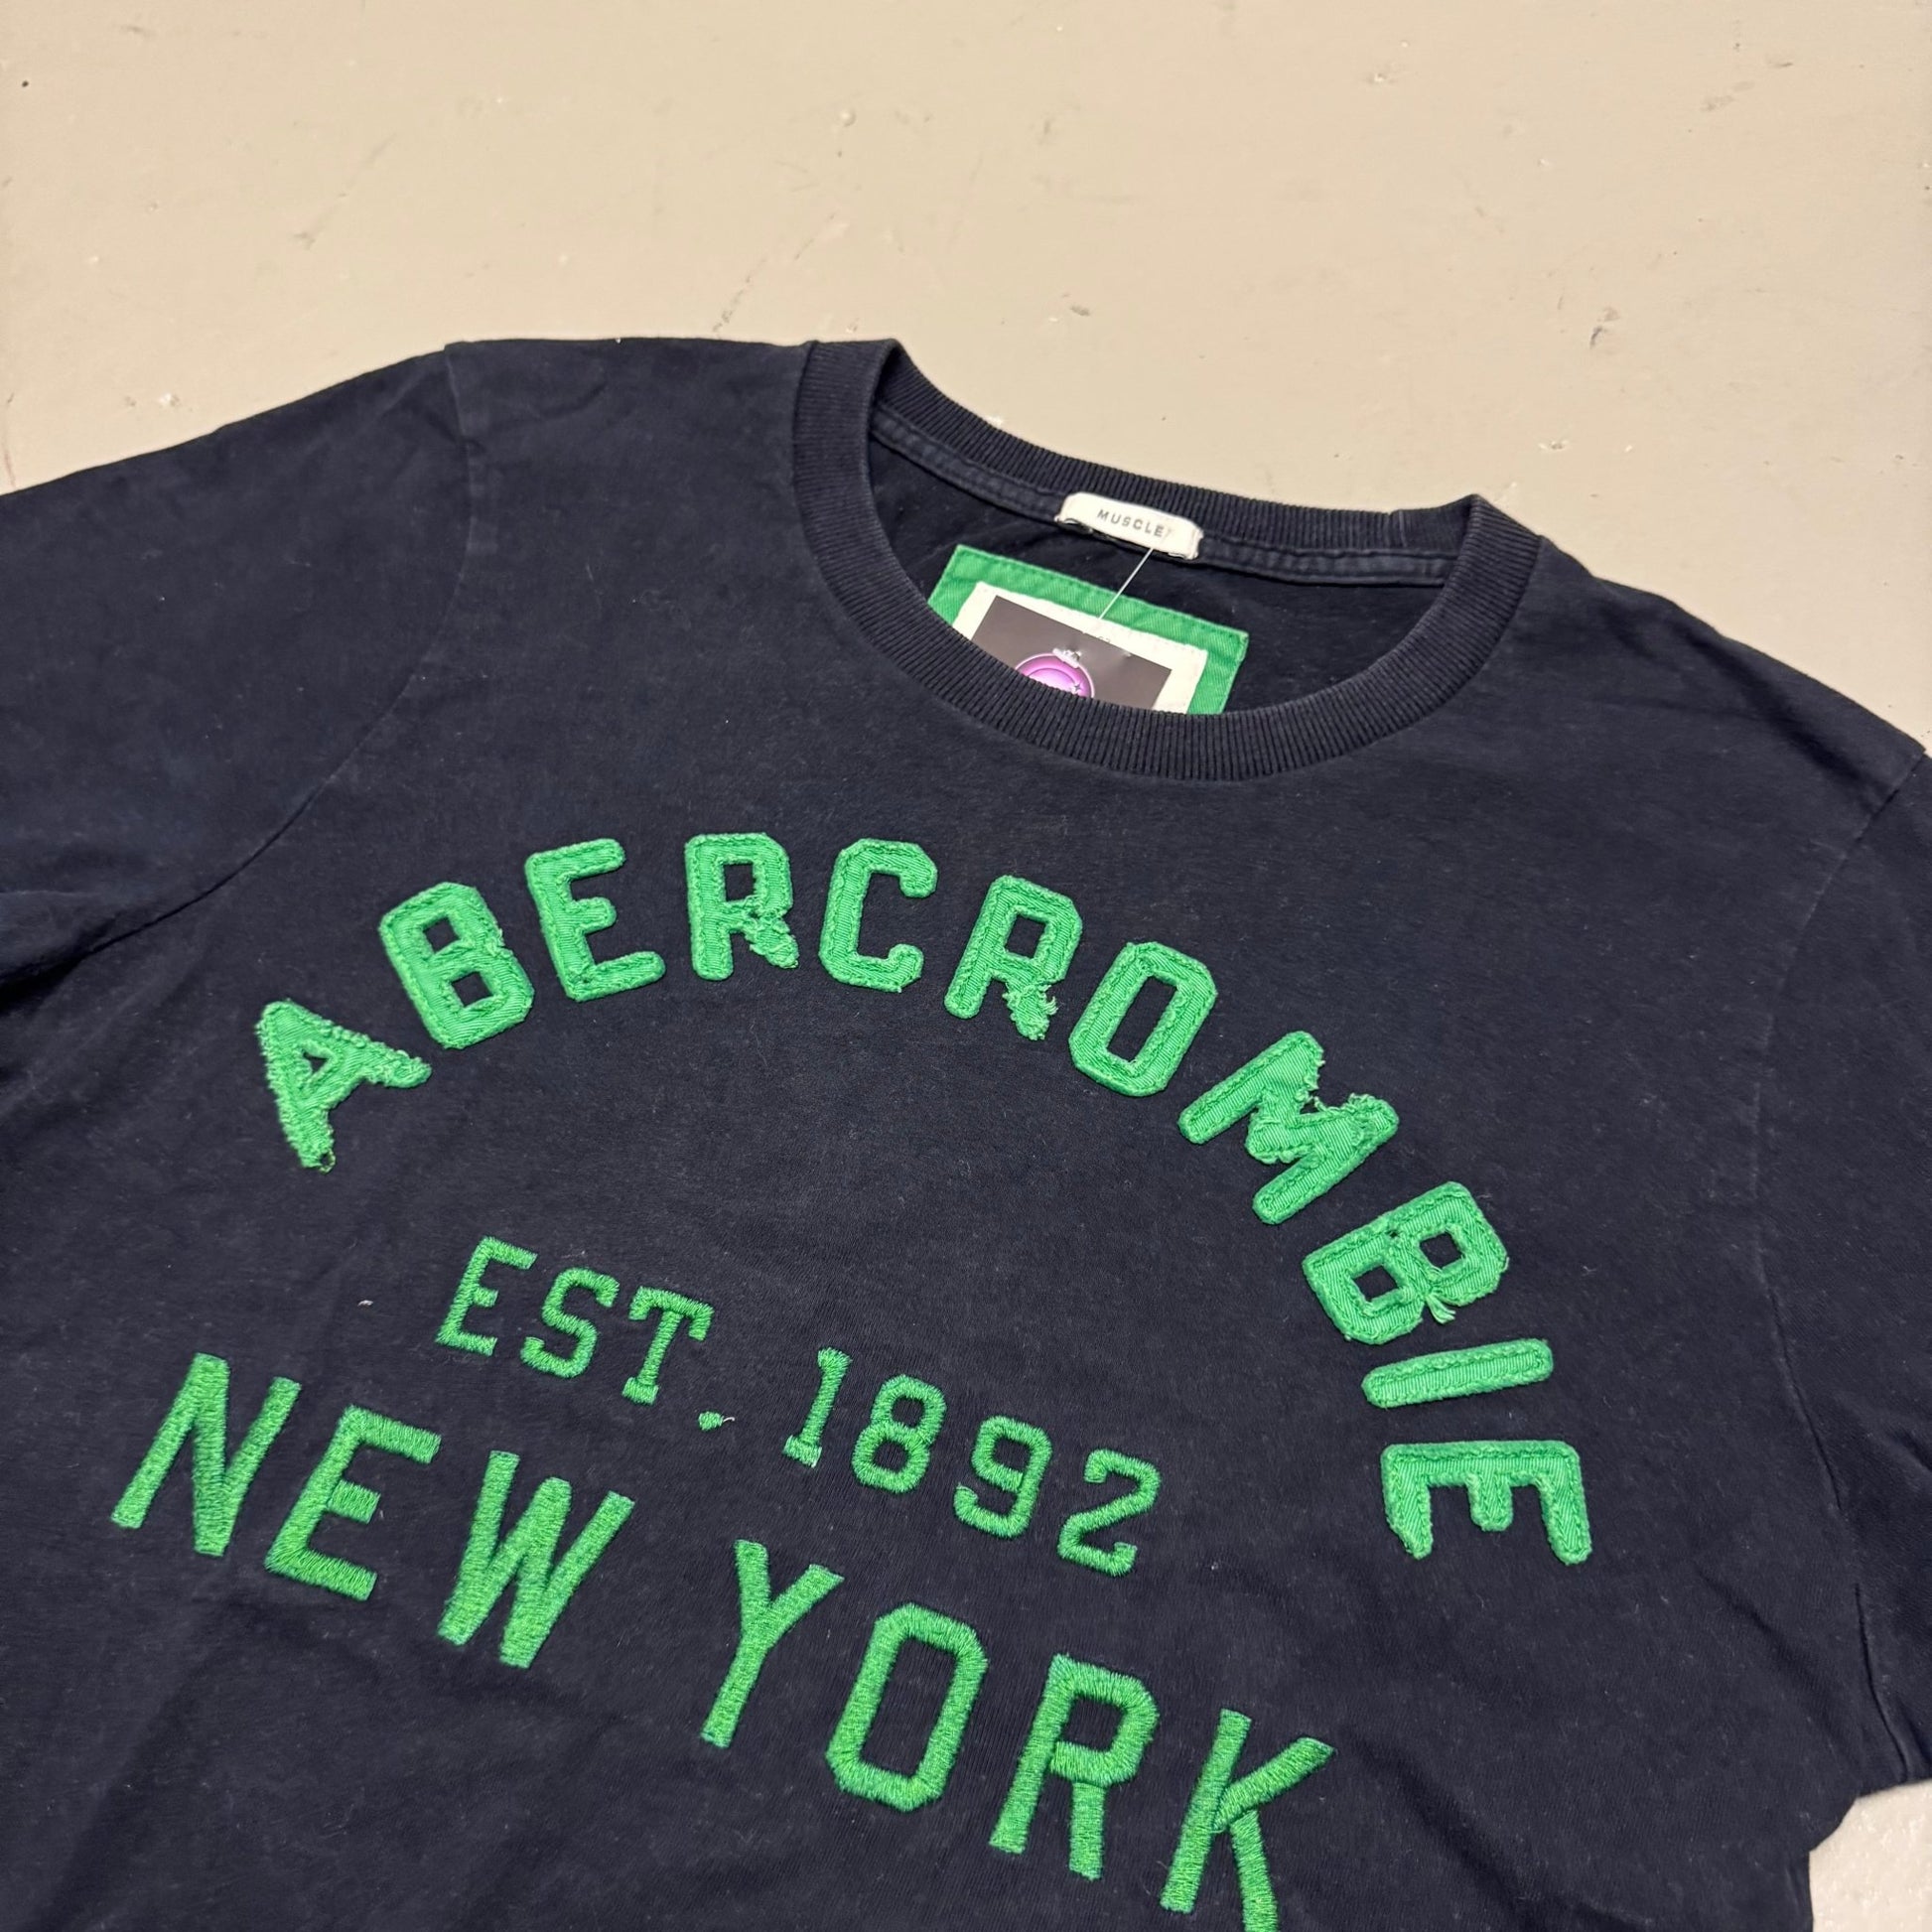 MUSCLE
ABERCROMBIE
EST. 1892
NEW YORK